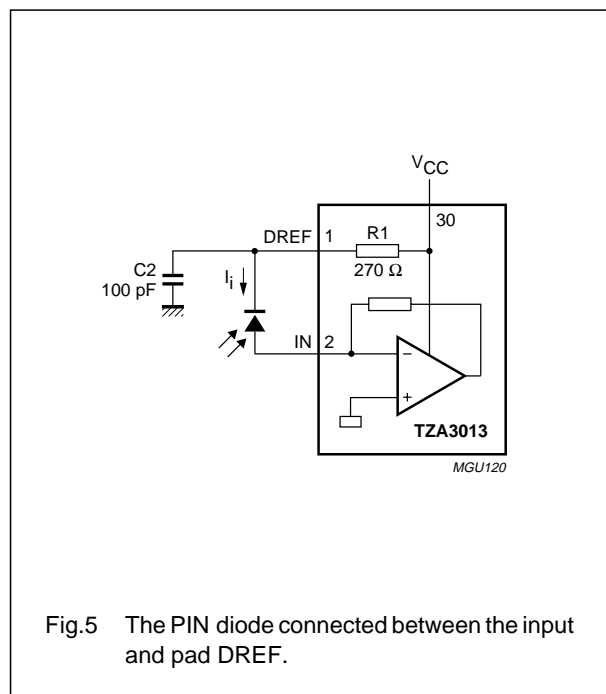 VCC
30
DREF 1 R1
270 Ω
C2
100 pF
Ii
IN 2
−
+
TZA3013
MGU120
Fig.5 The PIN diode connected between the input
and pad DREF.